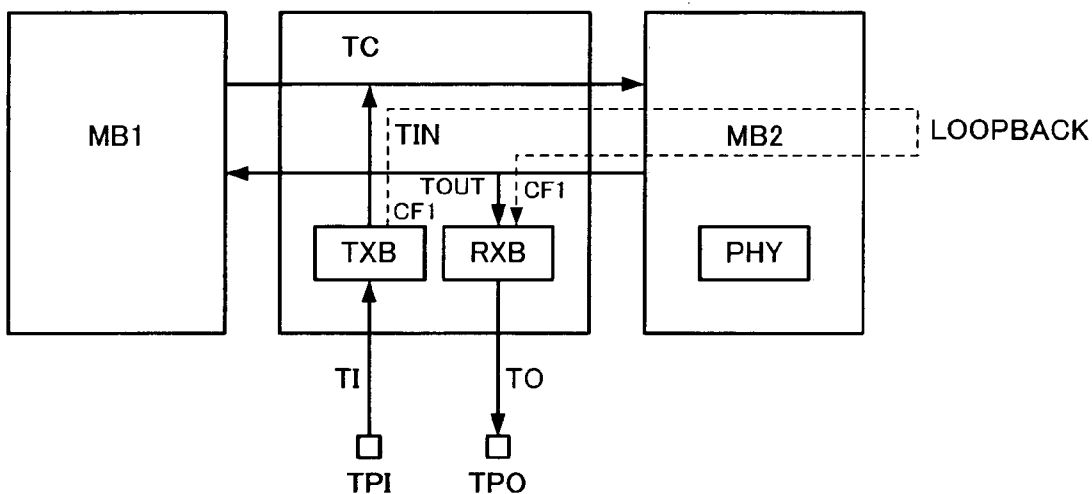 TC
MB1
TIN
MB2
LOOPBACK
TOUT
CF1
CF1
TXB
RXB
PHY
TI
TO
TPI
TPO